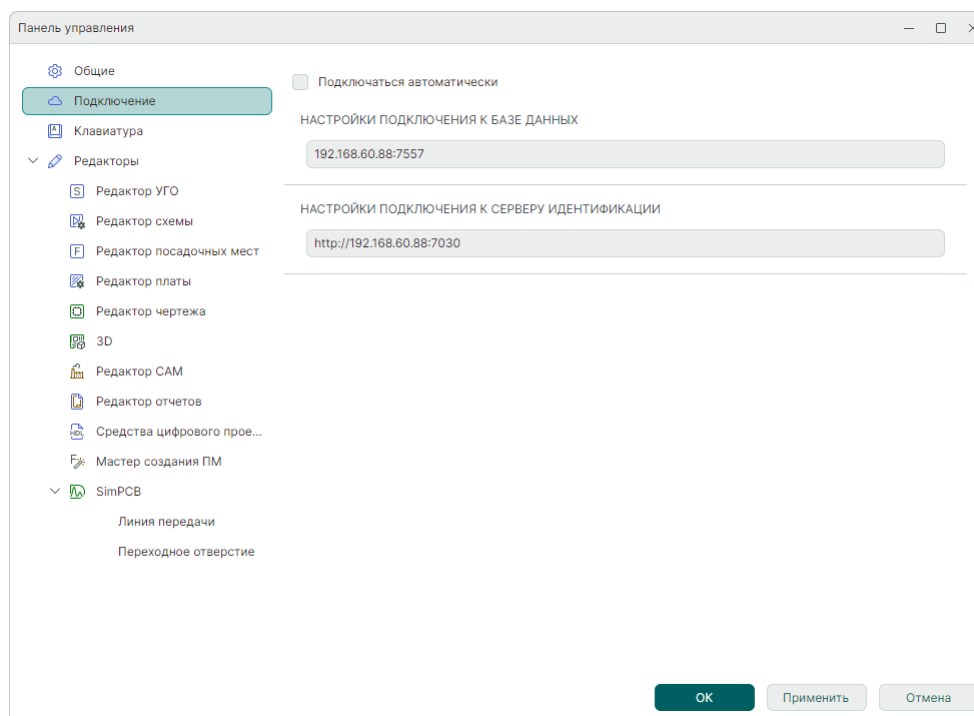 Панель управления
Общие
Подключение
Клавиатура
Редакторы
S Редактор УГО
Редактор схемы
F Редактор посадочных мест
Редактор платы
Редактор чертежа
3D
Редактор CAM
Редактор отчетов
HDL Средства цифрового прое...
F Мастер создания ПМ
SimPCB
Линия передачи
Переходное отверстие
Подключаться автоматически
НАСТРОЙКИ ПОДКЛЮЧЕНИЯ К БАЗЕ ДАННЫХ
192.168.60.88:7557
НАСТРОЙКИ ПОДКЛЮЧЕНИЯ К СЕРВЕРУ ИДЕНТИФИКАЦИИ
http://192.168.60.88:7030
ОК
Применить
Отмена